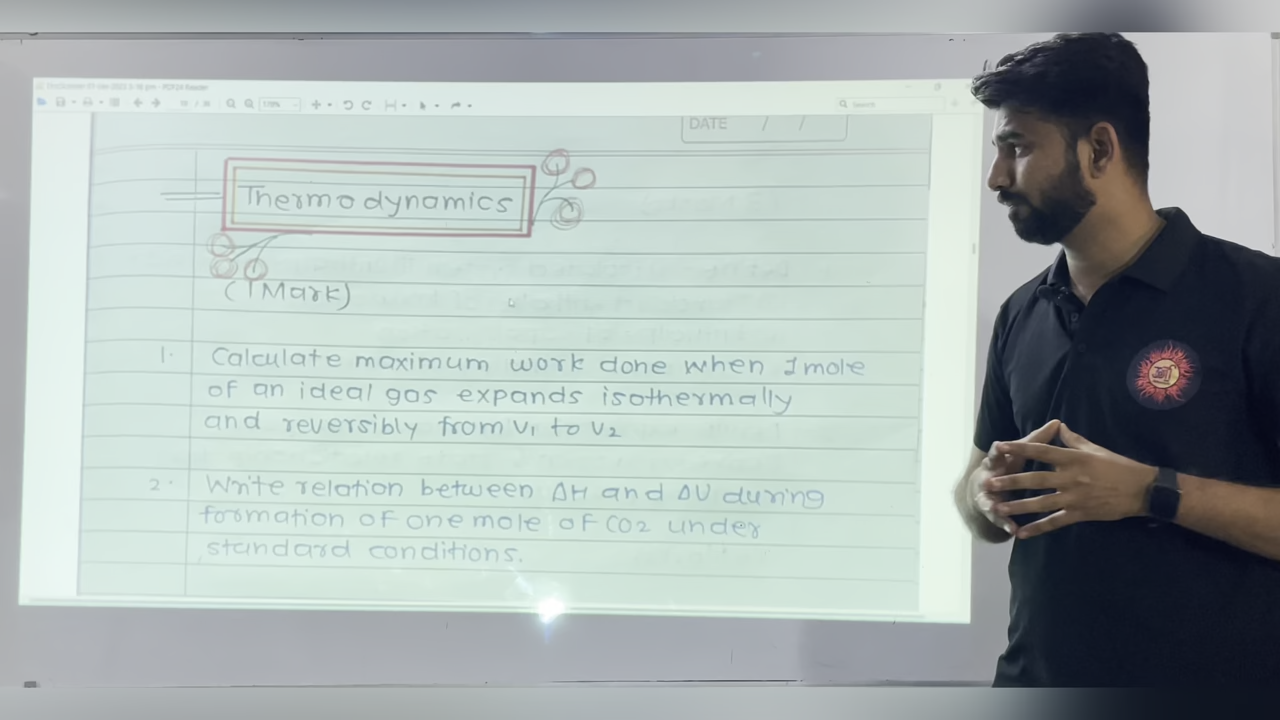 DATE / /
Thermodynamics
(1 Mark)
1. Calculate maximum work done when 1 mole
of an ideal gas expands isothermally
and reversibly from V1 to V2
2. Write relation between ΔH and ΔU during
formation of one mole of CO2 under
standard conditions.